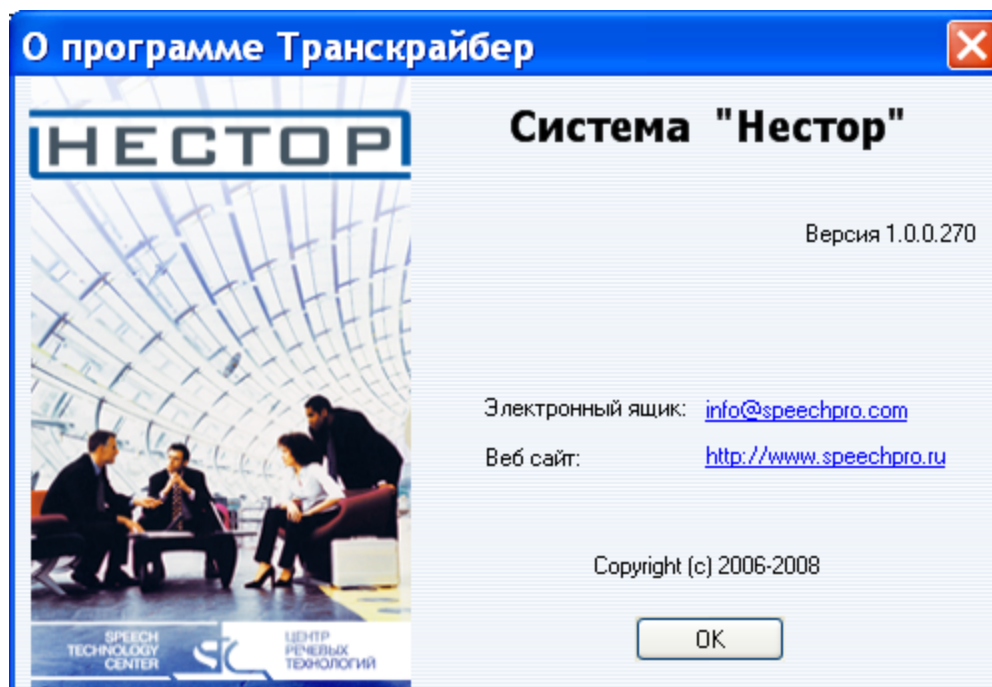 О программе Транскрайбер
НЕСТОР
Система "Нестор"
Версия 1.0.0.270
Электронный ящик: info@speechpro.com
Веб сайт: http://www.speechpro.ru
Copyright (c) 2006-2008
OK
SPEECH
TECHNOLOGY
CENTER
ЦЕНТР
РЕЧЕВЫХ
ТЕХНОЛОГИЙ